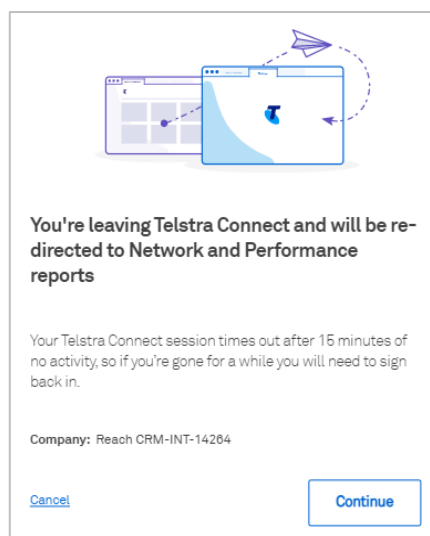 You're leaving Telstra Connect and will be re-
directed to Network and Performance
reports
Your Telstra Connect session times out after 15 minutes of
no activity, so if you're gone for a while you will need to sign
back in.
Company: Reach CRM-INT-14264
Cancel
Continue